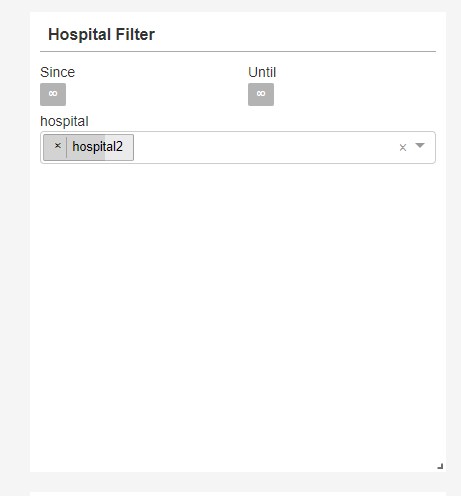 Hospital Filter
Since Until
∞ ∞
hospital
× hospital2 ×